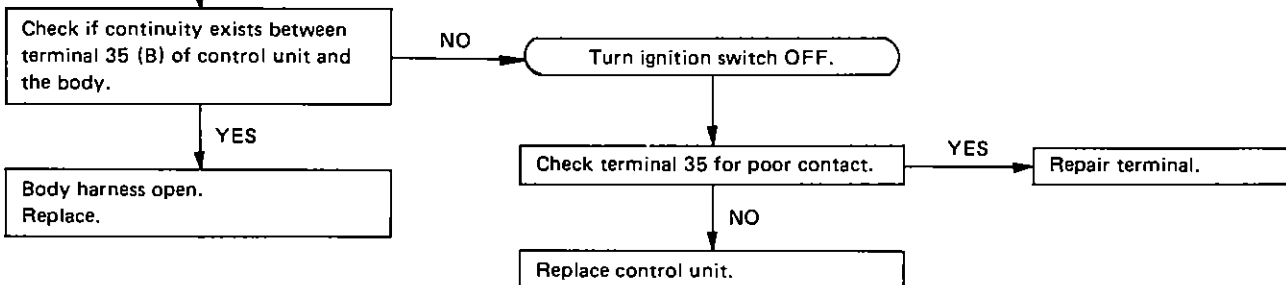 Check if continuity exists between
terminal 35 (B) of control unit and
the body.
NO
Turn ignition switch OFF.
YES
Body harness open.
Replace.
Check terminal 35 for poor contact.
YES
Repair terminal.
NO
Replace control unit.